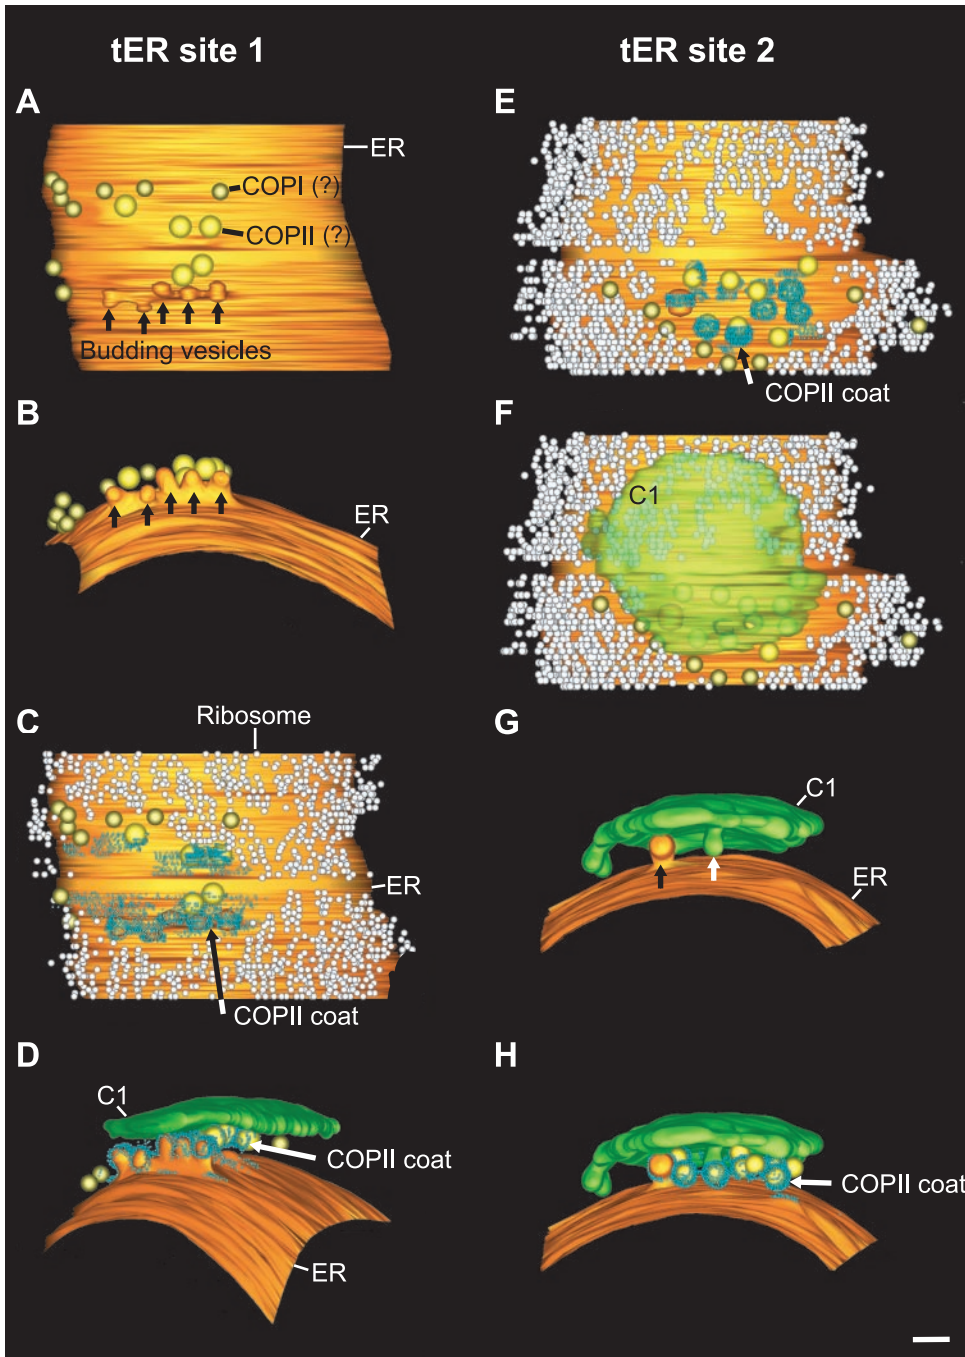 tER site 1
tER site 2
A
ER
COPI (?)
COPII (?)
Budding vesicles
B
ER
C
Ribosome
ER
COPII coat
D
C1
COPII coat
ER
E
COPII coat
F
C1
G
C1
ER
H
COPII coat